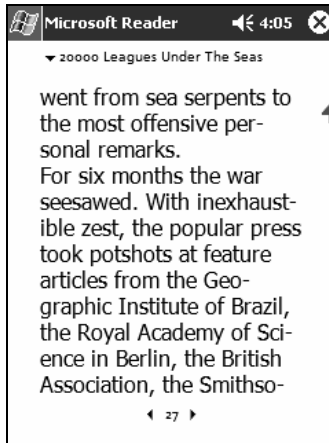 Microsoft Reader 4:05
20000 Leagues Under The Seas
went from sea serpents to
the most offensive per-
sonal remarks.
For six months the war
seesawed. With inexhaust-
ible zest, the popular press
took potshots at feature
articles from the Geo-
graphic Institute of Brazil,
the Royal Academy of Sci-
ence in Berlin, the British
Association, the Smithso-
27